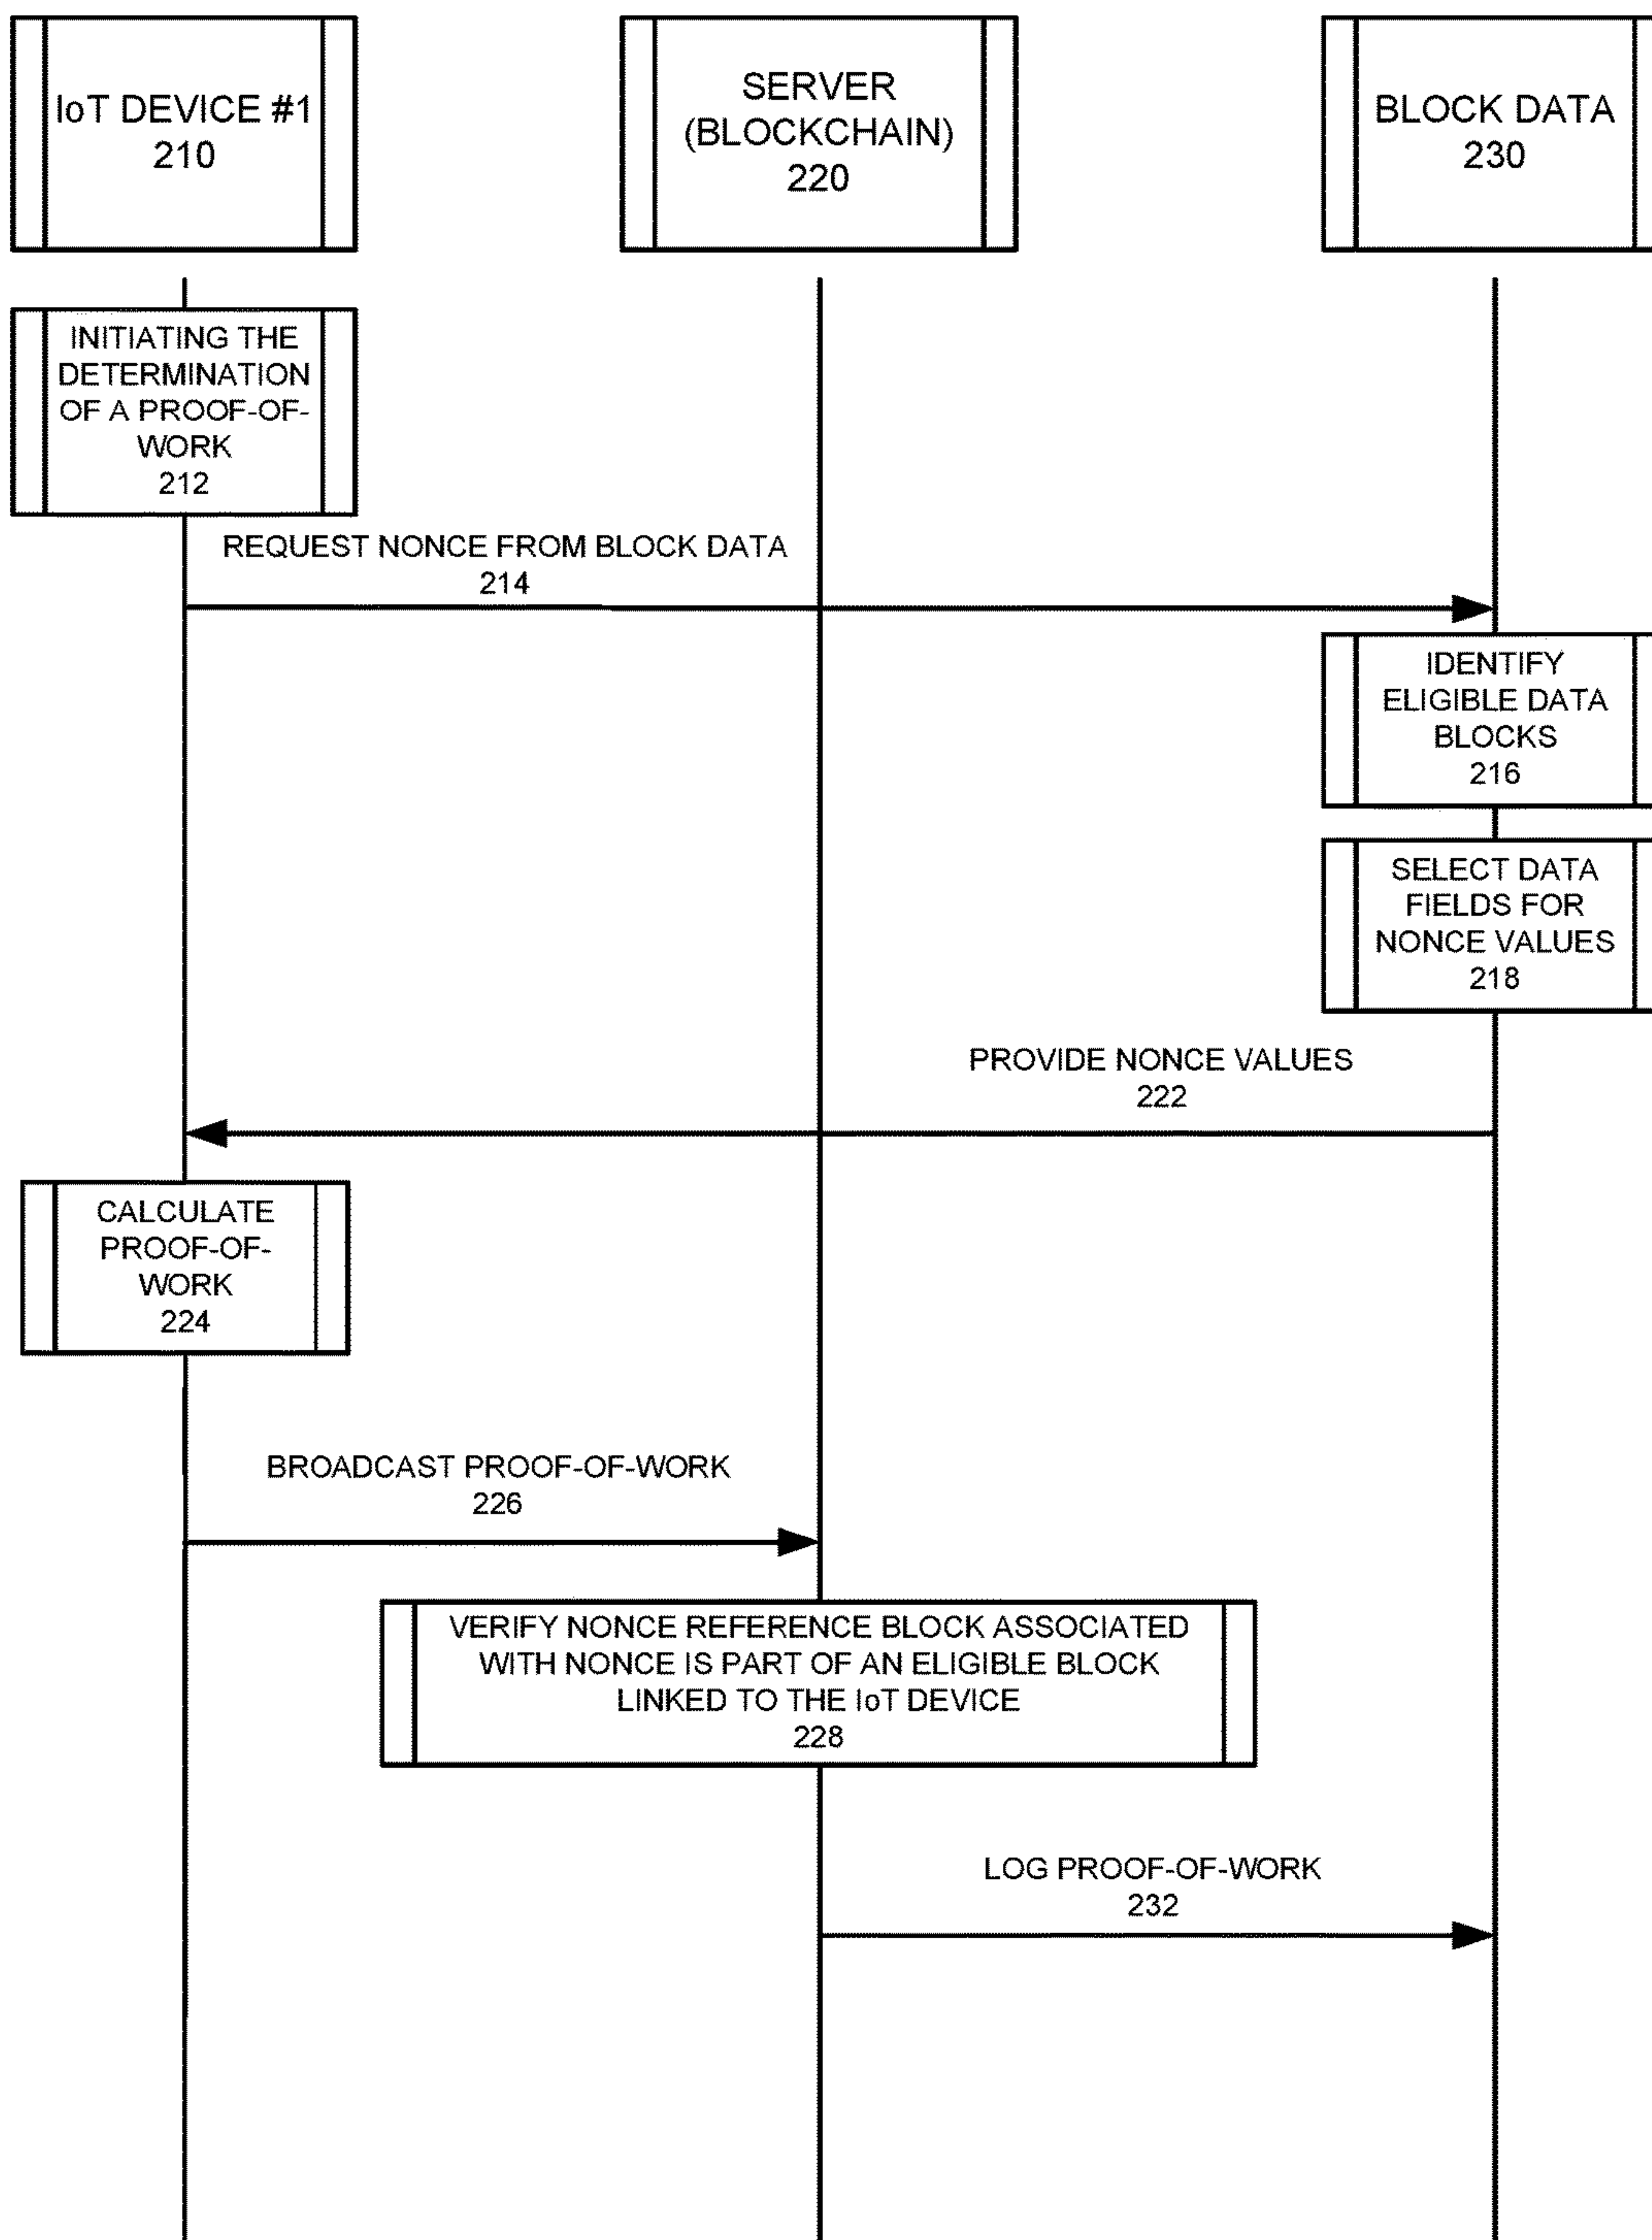 IoT DEVICE #1
210
SERVER
(BLOCKCHAIN)
220
BLOCK DATA
230
INITIATING THE
DETERMINATION
OF A PROOF-OF-
WORK
212
REQUEST NONCE FROM BLOCK DATA
214
IDENTIFY
ELIGIBLE DATA
BLOCKS
216
SELECT DATA
FIELDS FOR
NONCE VALUES
218
PROVIDE NONCE VALUES
222
CALCULATE
PROOF-OF-
WORK
224
BROADCAST PROOF-OF-WORK
226
VERIFY NONCE REFERENCE BLOCK ASSOCIATED
WITH NONCE IS PART OF AN ELIGIBLE BLOCK
LINKED TO THE IoT DEVICE
228
LOG PROOF-OF-WORK
232